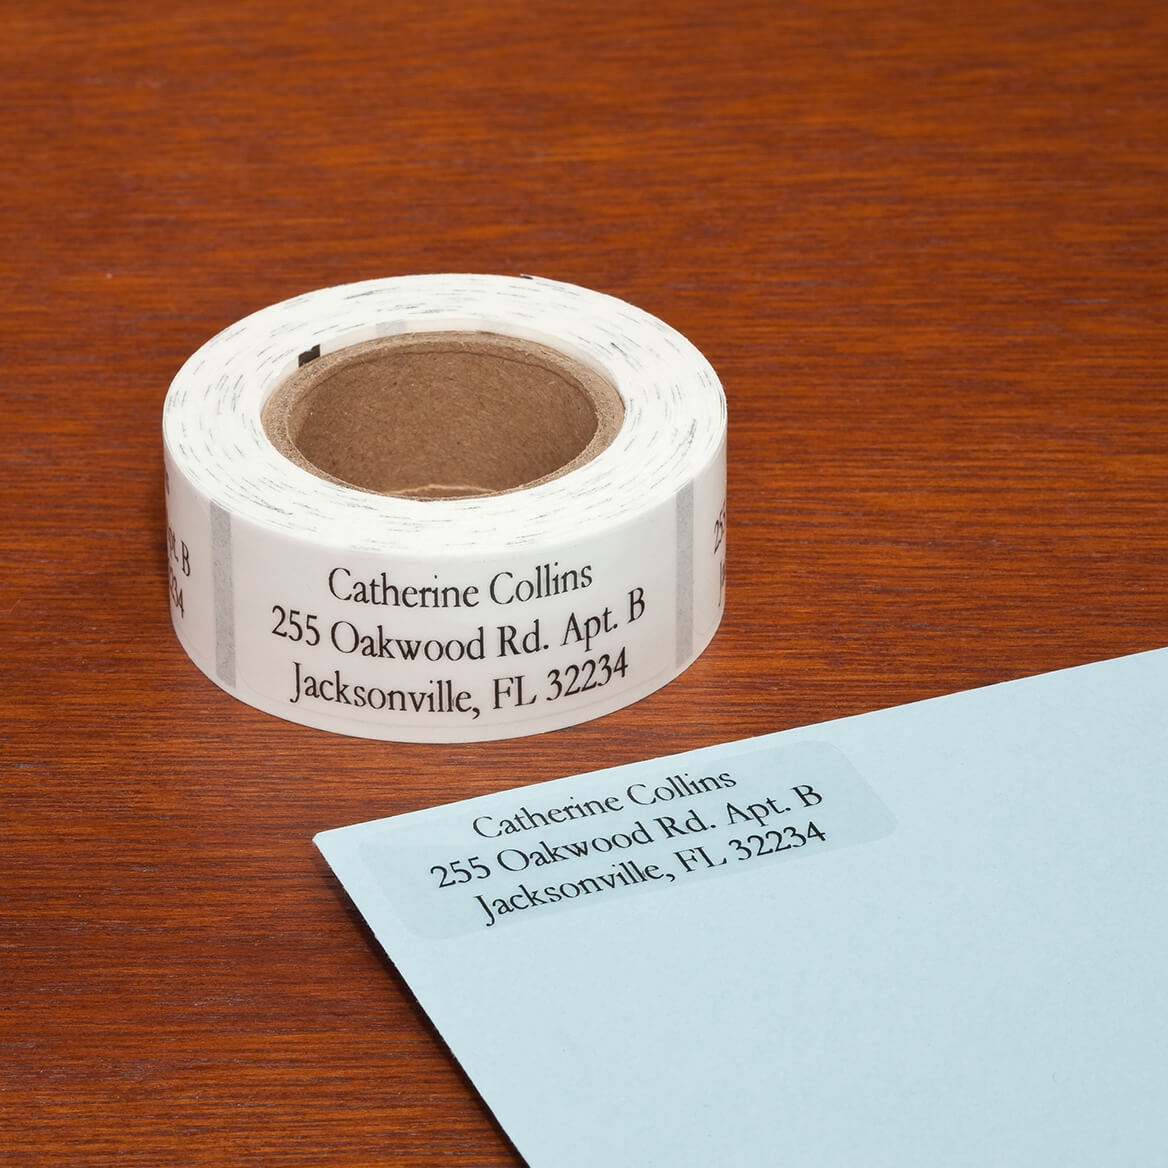 Catherine Collins
255 Oakwood Rd. Apt. B
Jacksonville, FL 32234
Catherine Collins
255 Oakwood Rd. Apt. B
Jacksonville, FL 32234